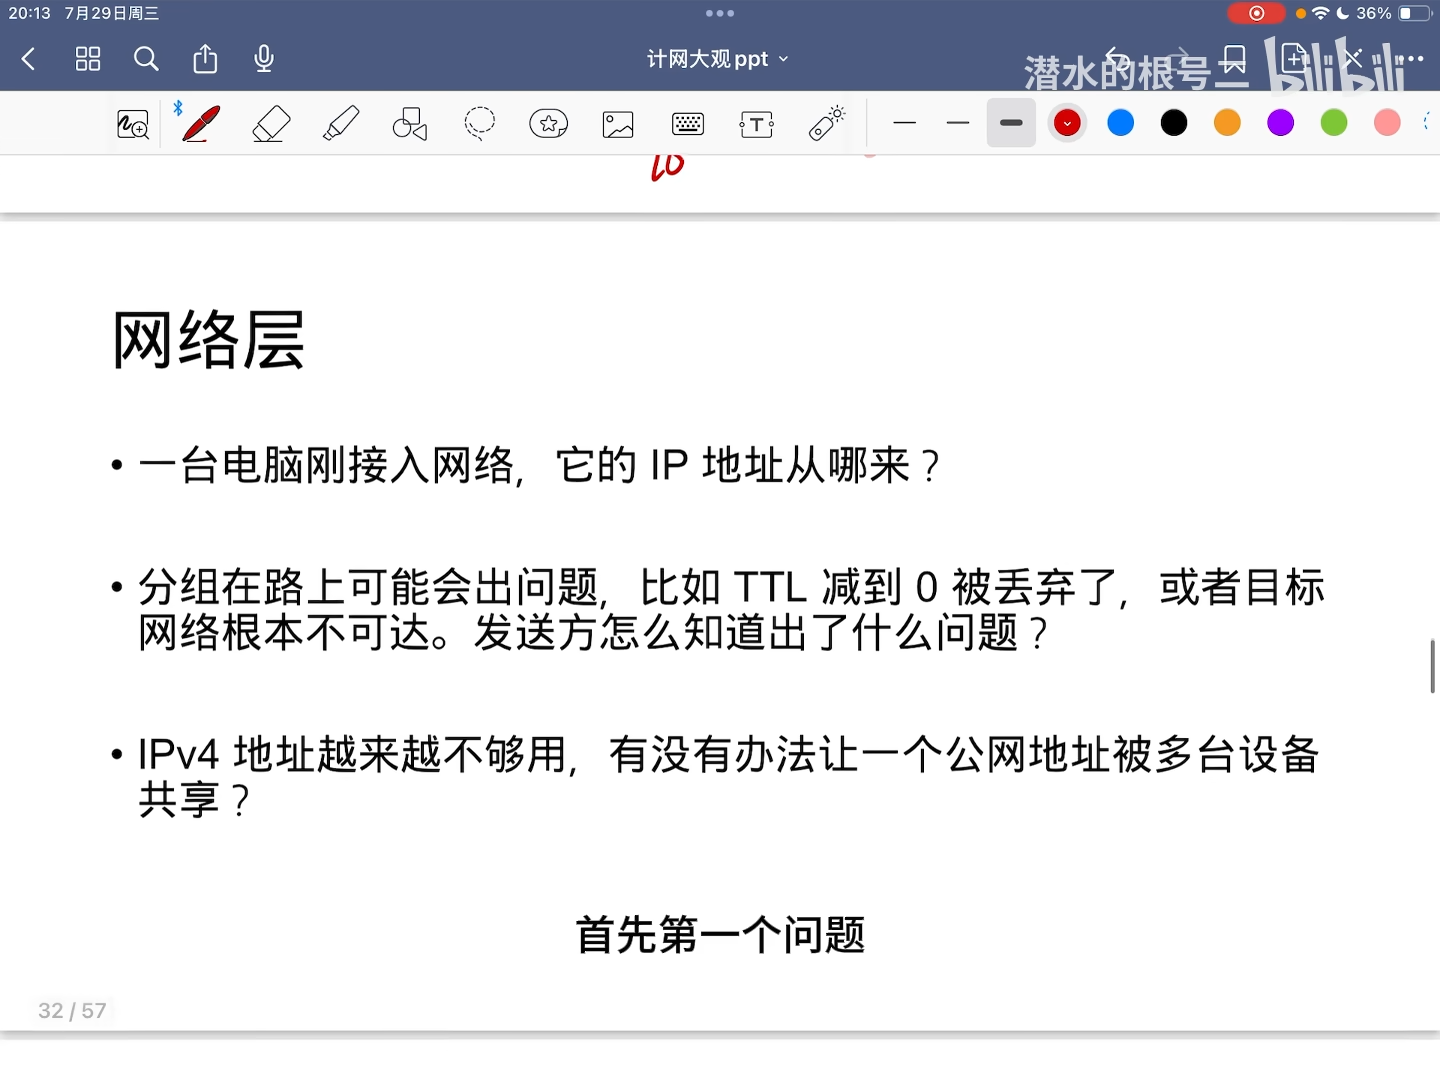 20:13 7月29日周三
36%
计网大观ppt
潜水的根号二 bilibili
网络层
• 一台电脑刚接入网络，它的 IP 地址从哪来？
• 分组在路上可能会出问题，比如 TTL 减到 0 被丢弃了，或者目标
网络根本不可达。发送方怎么知道出了什么问题？
• IPv4 地址越来越不够用，有没有办法让一个公网地址被多台设备
共享？
首先第一个问题
32 / 57